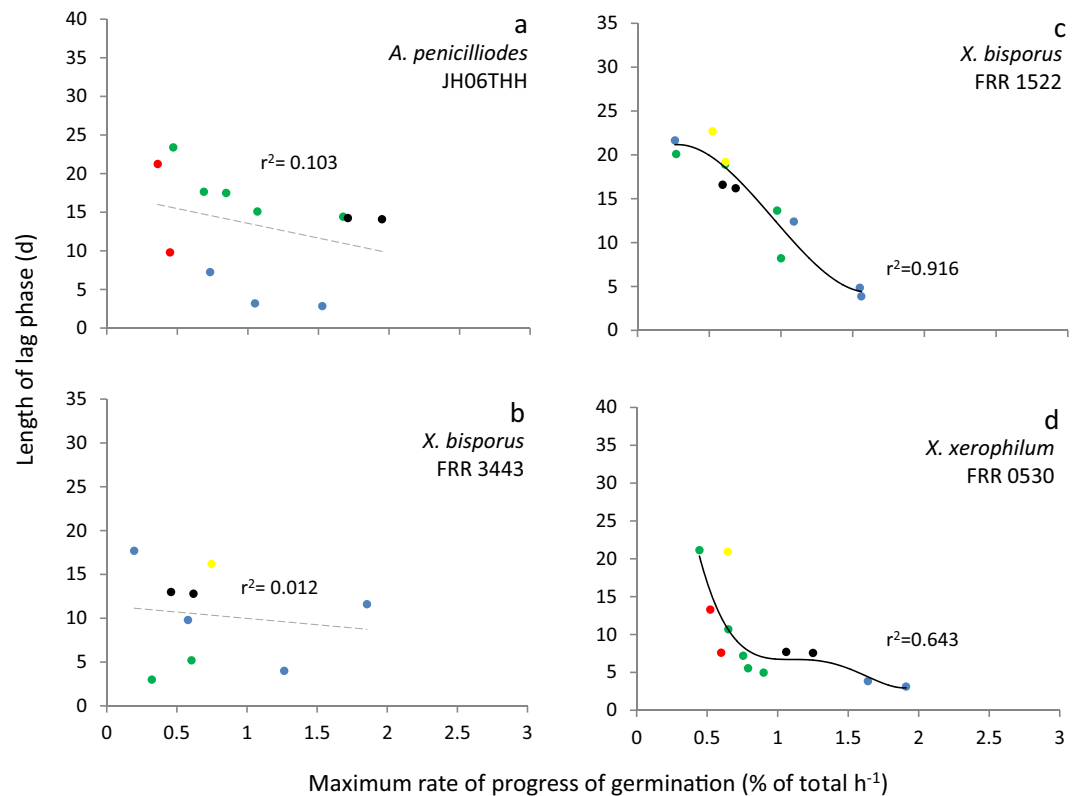 Length of lag phase (d)
a
A. penicilliodes
JH06THH
r²= 0.103
40
35
30
25
20
15
10
5
0
c
X. bisporus
FRR 1522
r²=0.916
35
30
25
20
15
10
5
0
b
X. bisporus
FRR 3443
r²= 0.012
35
30
25
20
15
10
5
0
0 0.5 1 1.5 2 2.5 3
d
X. xerophilum
FRR 0530
r²=0.643
40
35
30
25
20
15
10
5
0
0 0.5 1 1.5 2 2.5 3
Maximum rate of progress of germination (% of total h⁻¹)